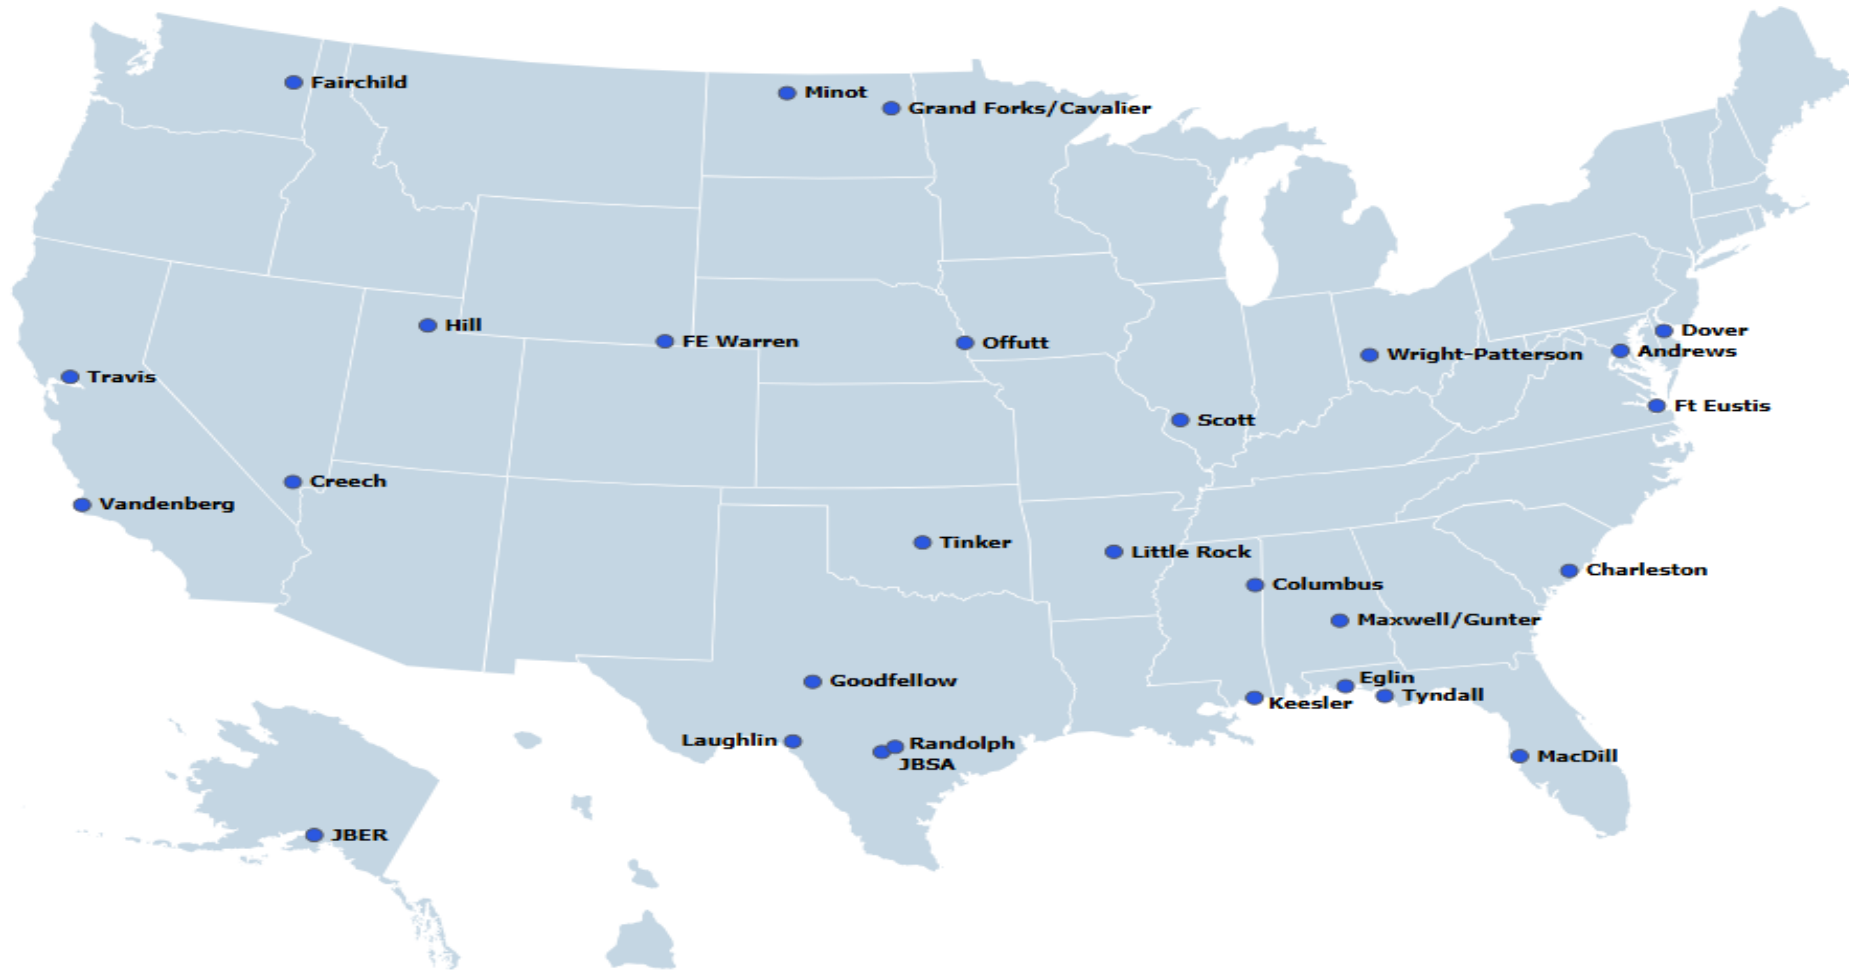 Fairchild
Minot
Grand Forks/Cavalier
Hill
FE Warren
Offutt
Dover
Andrews
Wright-Patterson
Travis
Ft Eustis
Scott
Creech
Vandenberg
Tinker
Little Rock
Charleston
Columbus
Maxwell/Gunter
Goodfellow
Eglin
Tyndall
Keesler
Laughlin
Randolph
JBSA
MacDill
JBER